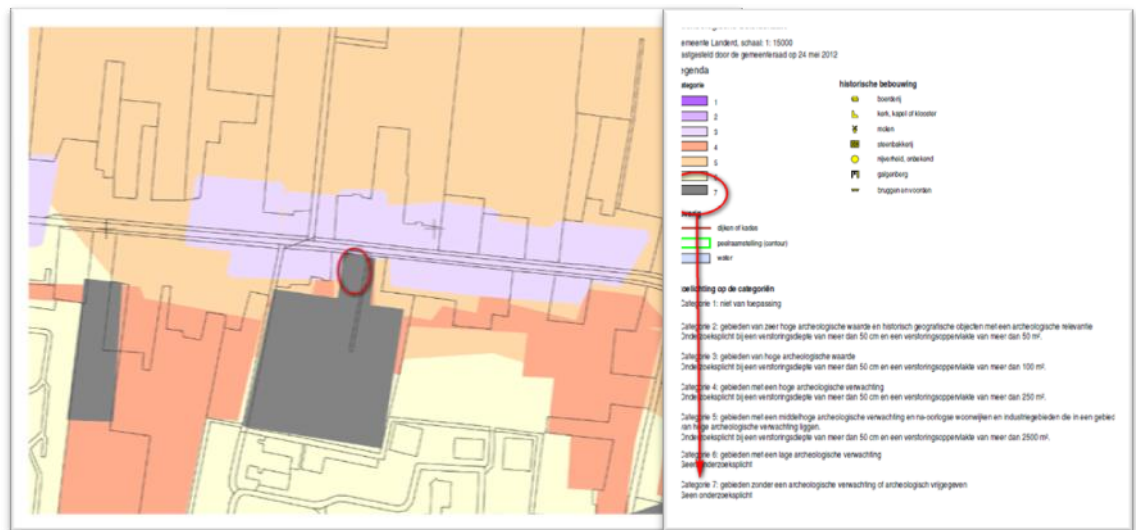 emeente Landerd, schaal: 1: 15000
astgesteld door de gemeenteraad op 24 mei 2012
egenda
ategorie
1
2
3
4
5
7
historische bebouwing
boerderij
kerk, kapel of klooster
molen
steenbakkerij
nijverheid, onbekend
galgenberg
bruggen en voorden
dijken of kades
peelraamstelling (contour)
water
oelichting op de categoriën
Categorie 1: niet van toepassing
Categorie 2: gebieden van zeer hoge archeologische waarde en historisch geografische objecten met een archeologische relevantie
Onderzoeksplicht bij een verstoringsdiepte van meer dan 50 cm en een verstoringsoppervlakte van meer dan 50 m².
Categorie 3: gebieden van hoge archeologische waarde
Onderzoeksplicht bij een verstoringsdiepte van meer dan 50 cm en een verstoringsoppervlakte van meer dan 100 m².
Categorie 4: gebieden met een hoge archeologische verwachting
Onderzoeksplicht bij een verstoringsdiepte van meer dan 50 cm en een verstoringsoppervlakte van meer dan 250 m².
Categorie 5: gebieden met een middelhoge archeologische verwachting en na-oorlogse woonwijken en industriegebieden die in een gebied
van hoge archeologische verwachting liggen.
Onderzoeksplicht bij een verstoringsdiepte van meer dan 50 cm en een verstoringsoppervlakte van meer dan 2500 m².
Categorie 6: gebieden met een lage archeologische verwachting
Geen onderzoeksplicht
Categorie 7: gebieden zonder een archeologische verwachting of archeologisch vrijgegeven
Geen onderzoeksplicht